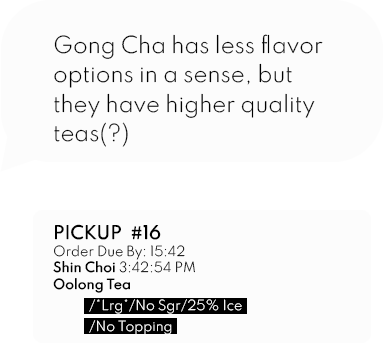 Gong Cha has less flavor
options in a sense, but
they have higher quality
teas(?)
PICKUP #16
Order Due By: 15:42
Shin Choi 3:42:54 PM
Oolong Tea
/*Lrg*/No Sgr/25% Ice
/No Topping